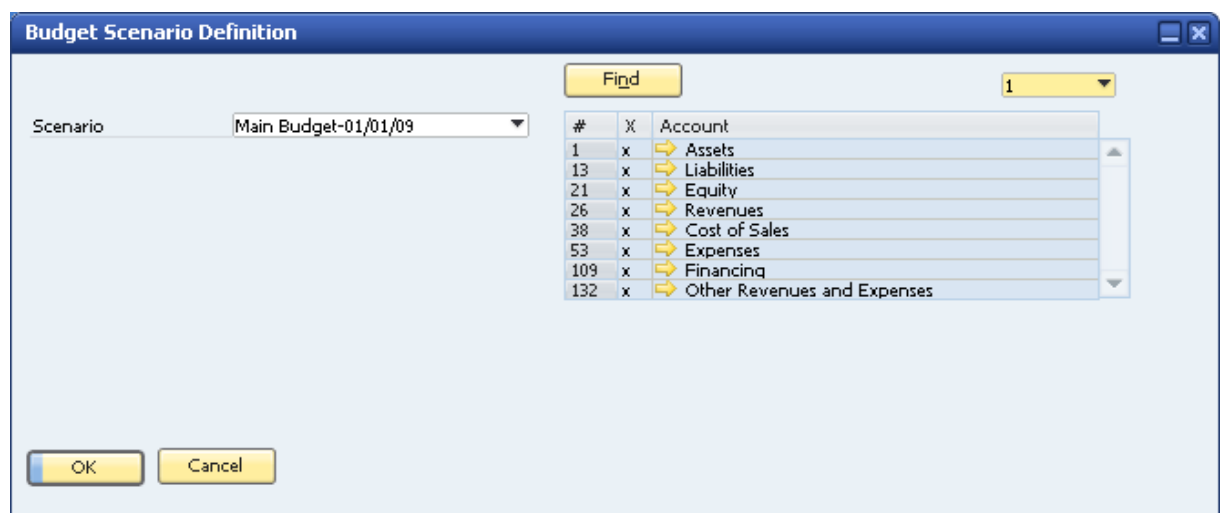 Budget Scenario Definition
Find
1
Scenario Main Budget-01/01/09
# X Account
1 x Assets
13 x Liabilities
21 x Equity
26 x Revenues
38 x Cost of Sales
53 x Expenses
109 x Financing
132 x Other Revenues and Expenses
OK Cancel